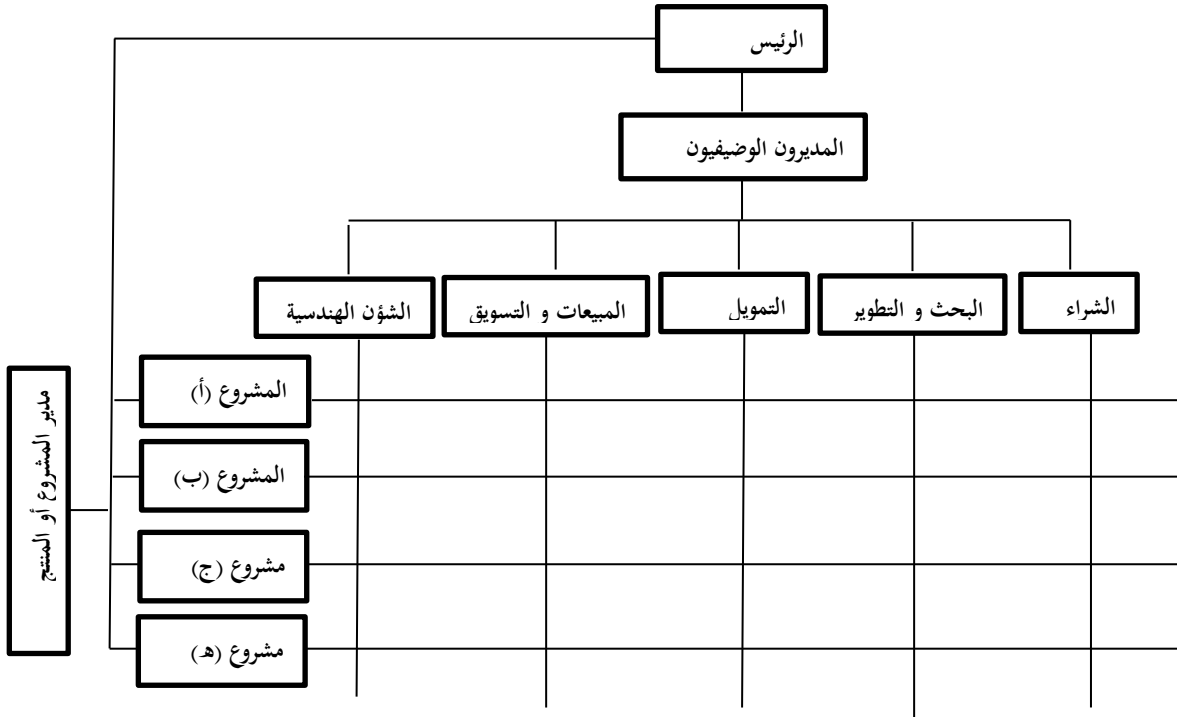 الرئيس
المديرون الوضيفيون
الشراء
البحث و التطوير
التمويل
المبيعات و التسويق
الشؤن الهندسية
المشروع (أ)
المشروع (ب)
مشروع (ج)
مشروع (ه)
مدير المشروع أو المنتج